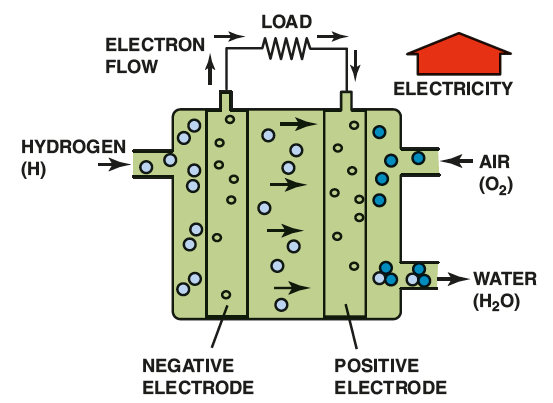 LOAD
ELECTRON
FLOW
ELECTRICITY
HYDROGEN
(H)
AIR
(O₂)
WATER
(H₂O)
NEGATIVE
ELECTRODE
POSITIVE
ELECTRODE